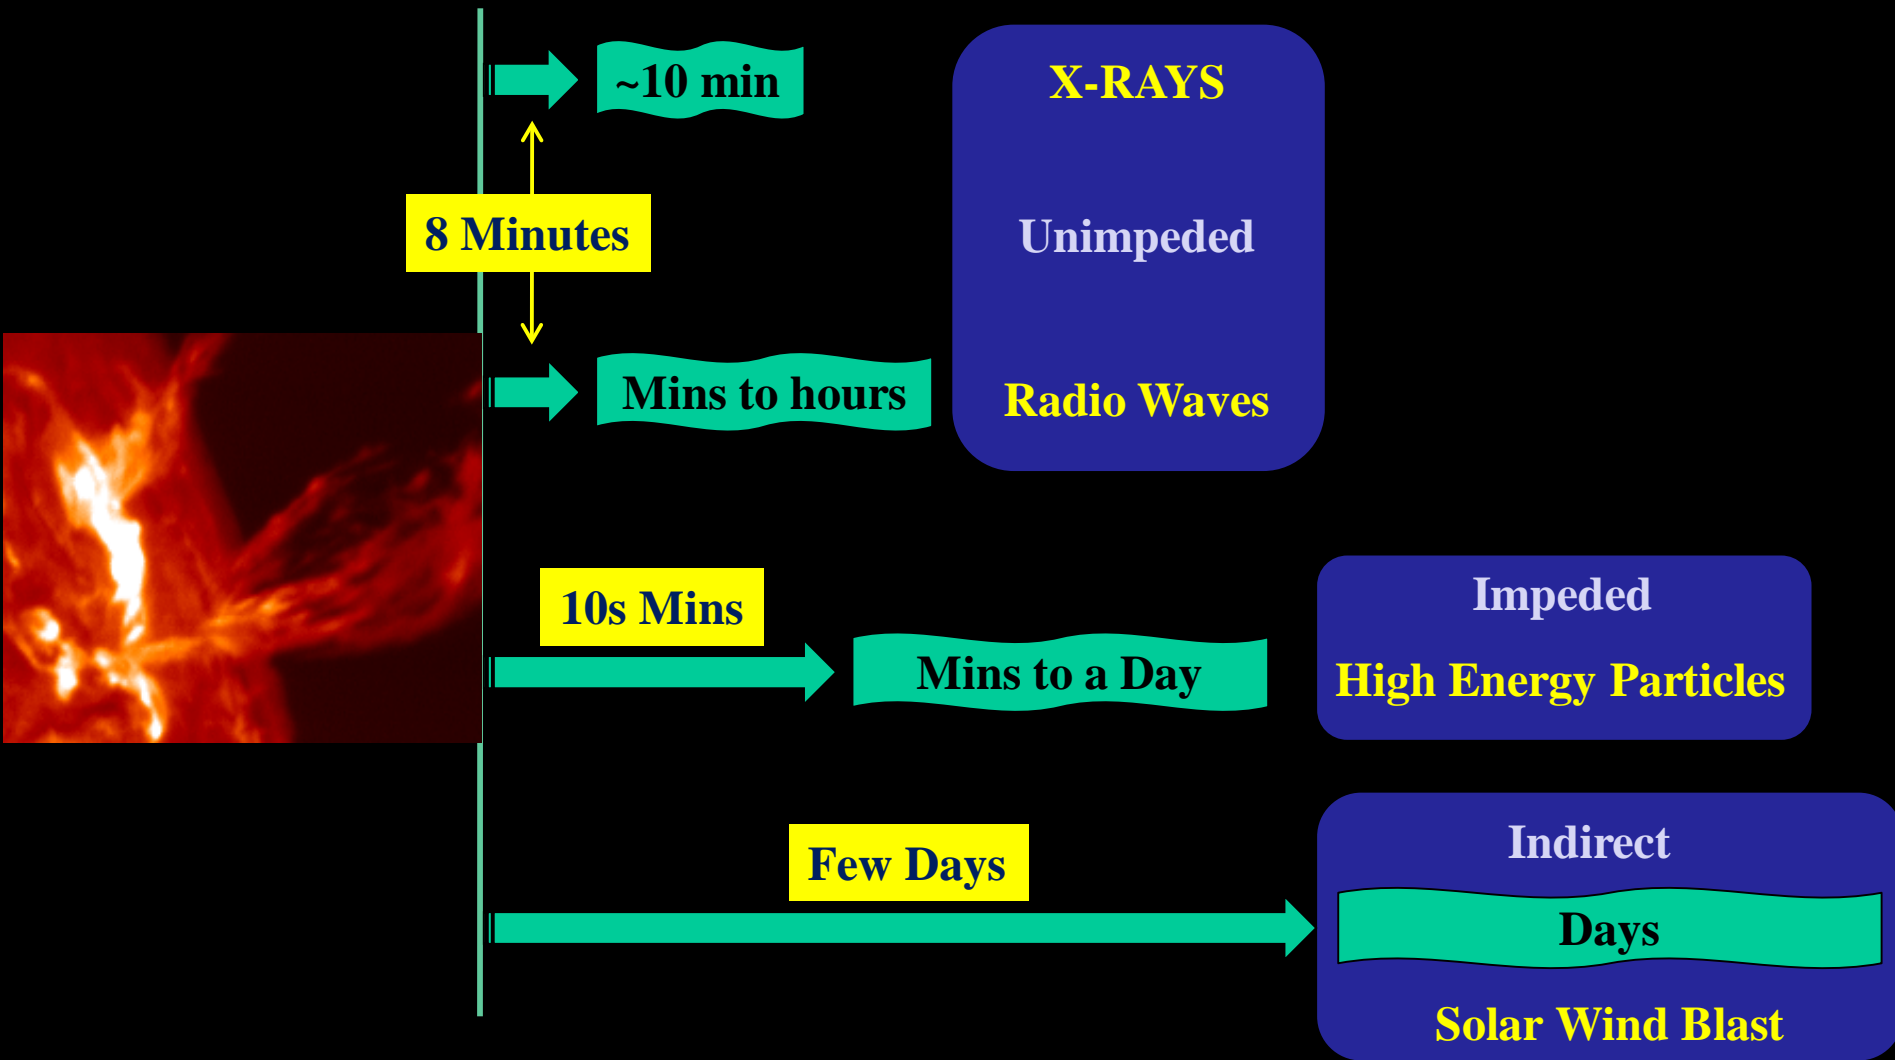 ~10 min
X-RAYS
8 Minutes
Unimpeded
Mins to hours
Radio Waves
10s Mins
Impeded
Mins to a Day
High Energy Particles
Few Days
Indirect
Days
Solar Wind Blast